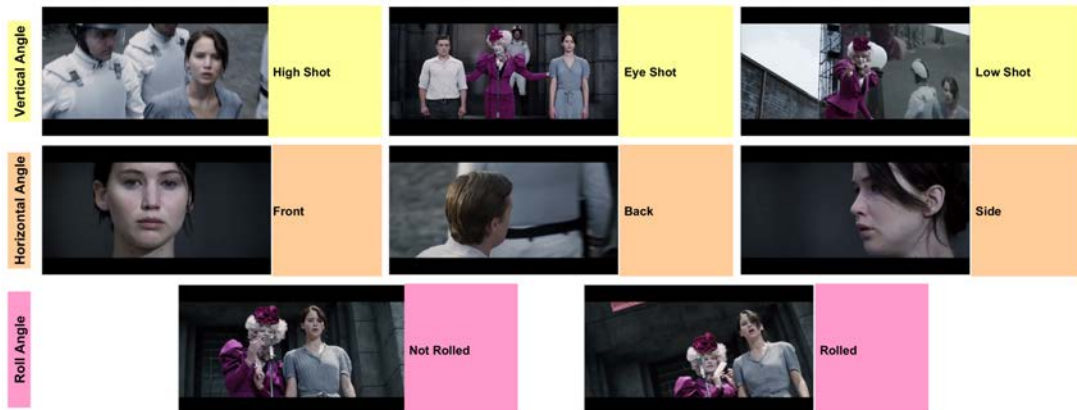 Vertical Angle
High Shot
Eye Shot
Low Shot
Horizontal Angle
Front
Back
Side
Roll Angle
Not Rolled
Rolled